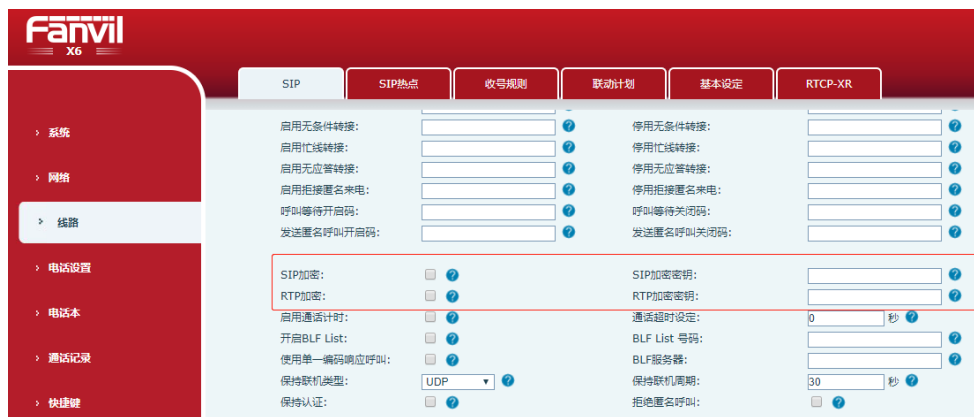 Fanvil
X6
SIP SIP热点 收号规则 联动计划 基本设定 RTCP-XR
› 系统
› 网络
› 线路
› 电话设置
› 电话本
› 通话记录
› 快捷键
启用无条件转接: ? 停用无条件转接: ?
启用忙线转接: ? 停用忙线转接: ?
启用无应答转接: ? 停用无应答转接: ?
启用拒接匿名来电: ? 停用拒接匿名来电: ?
呼叫等待开启码: ? 呼叫等待关闭码: ?
发送匿名呼叫开启码: ? 发送匿名呼叫关闭码: ?
SIP加密: ? SIP加密密钥: ?
RTP加密: ? RTP加密密钥: ?
启用通话计时: ? 通话超时设定: 0 秒 ?
开启BLF List: ? BLF List 号码: ?
使用单一编码响应呼叫: ? BLF服务器: ?
保持联机类型: UDP ? 保持联机周期: 30 秒 ?
保持认证: ? 拒绝匿名呼叫: ?